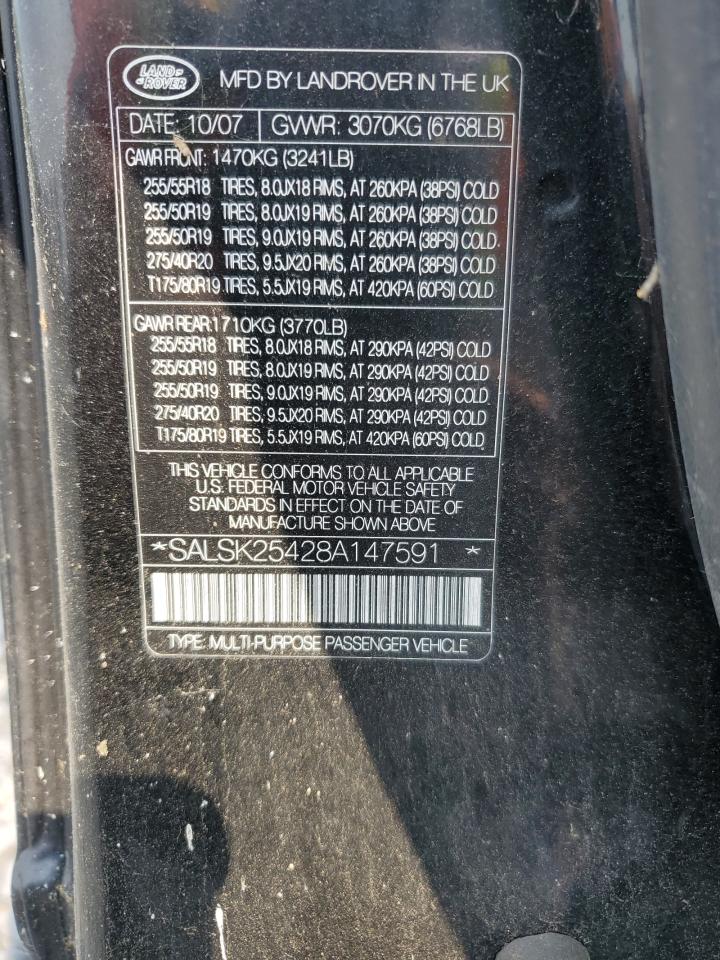 LAND-
-ROVER
MFD BY LANDROVER IN THE UK
DATE: 10/07 GVWR: 3070KG (6768LB)
GAWR FRONT: 1470KG (3241LB)
255/55R18 TIRES, 8.0JX18 RIMS, AT 260KPA (38PSI) COLD
255/50R19 TIRES, 8.0JX19 RIMS, AT 260KPA (38PSI) COLD
255/50R19 TIRES, 9.0JX19 RIMS, AT 260KPA (38PSI) COLD.
275/40R20 TIRES, 9.5JX20 RIMS, AT 260KPA (38PSI) COLD
T175/80R19 TIRES, 5.5JX19 RIMS, AT 420KPA (60PSI) COLD
GAWR REAR: 1710KG (3770LB)
255/55R18 TIRES, 8.0JX18 RIMS, AT 290KPA (42PSI) COLD
255/50R19 TIRES, 8.0JX19 RIMS, AT 290KPA (42PSI) COLD
255/50R19 TIRES, 9.0JX19 RIMS, AT 290KPA (42PSI) COLD.
275/40R20 TIRES, 9.5JX20 RIMS, AT 290KPA (42PSI) COLD
T175/80R19 TIRES, 5.5JX19 RIMS, AT 420KPA (60PSI) COLD
THIS VEHICLE CONFORMS TO ALL APPLICABLE
U.S. FEDERAL MOTOR VEHICLE SAFETY
STANDARDS IN EFFECT ON THE DATE OF
MANUFACTURE SHOWN ABOVE
*SALSK25428A147591 *
TYPE: MULTI-PURPOSE PASSENGER VEHICLE